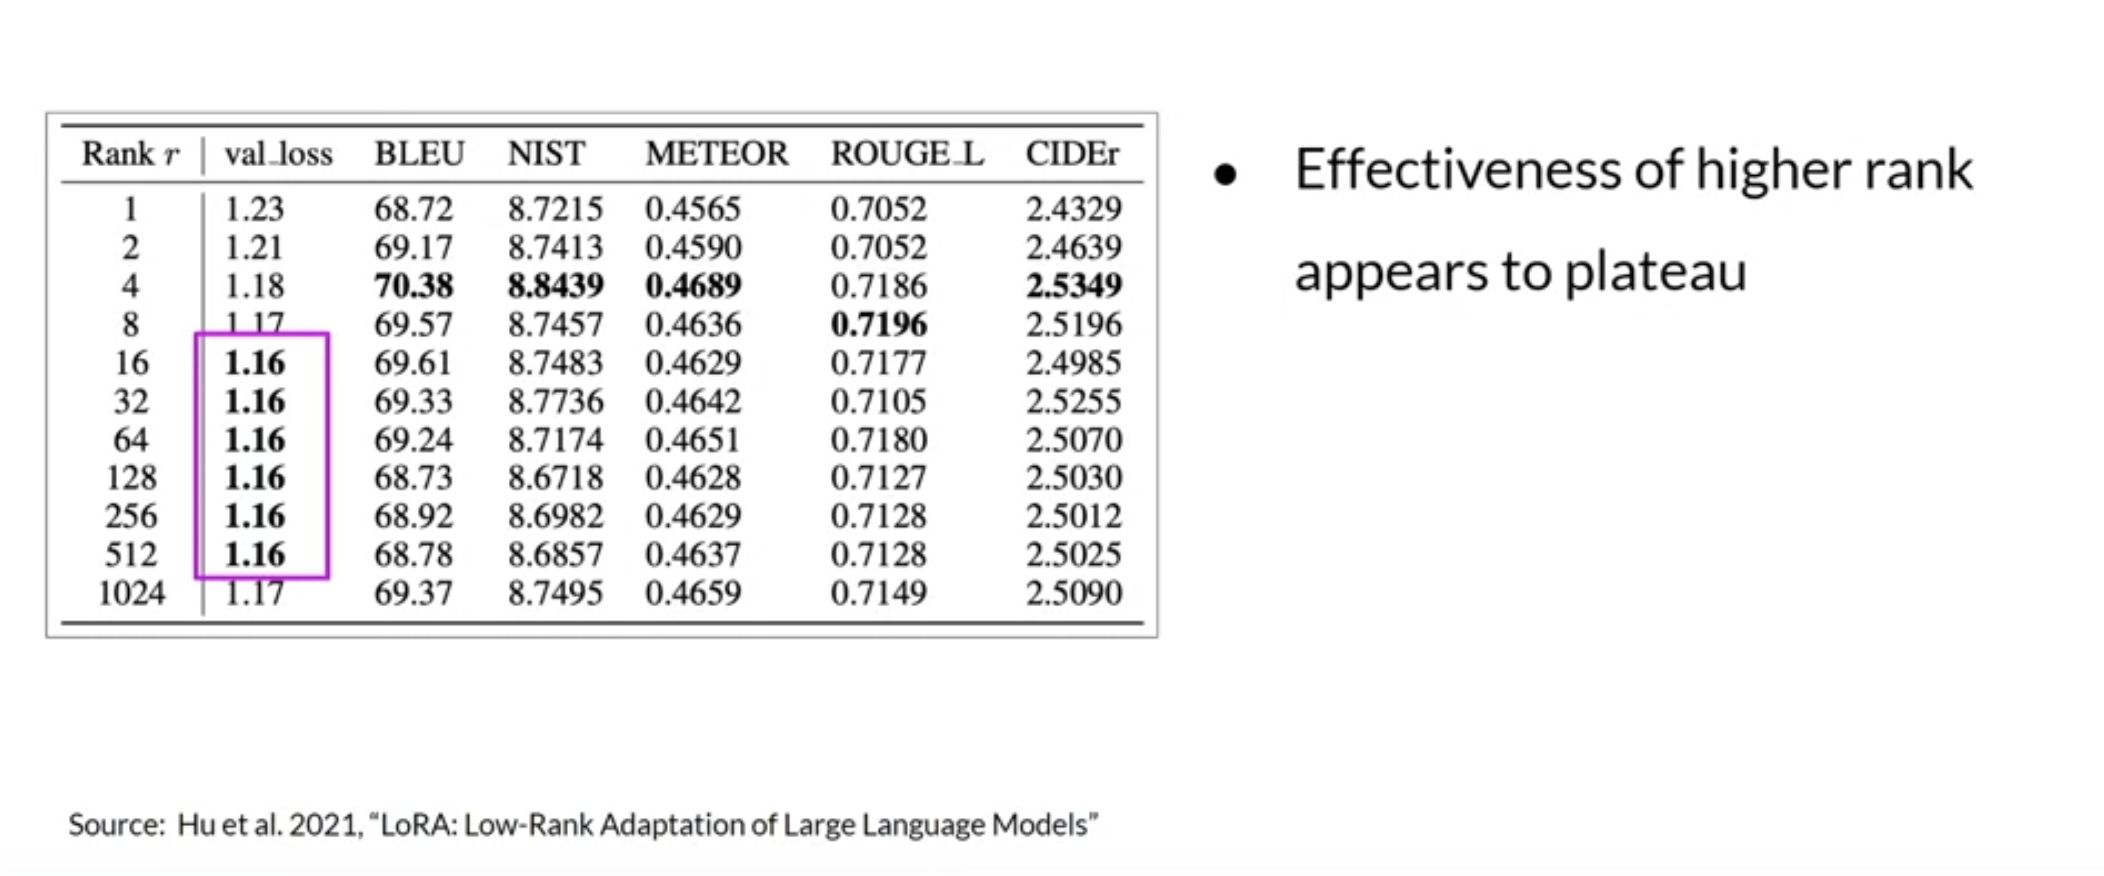 Rank r val_loss BLEU NIST METEOR ROUGE_L CIDEr
1 1.23 68.72 8.7215 0.4565 0.7052 2.4329
2 1.21 69.17 8.7413 0.4590 0.7052 2.4639
4 1.18 70.38 8.8439 0.4689 0.7186 2.5349
8 1.17 69.57 8.7457 0.4636 0.7196 2.5196
16 1.16 69.61 8.7483 0.4629 0.7177 2.4985
32 1.16 69.33 8.7736 0.4642 0.7105 2.5255
64 1.16 69.24 8.7174 0.4651 0.7180 2.5070
128 1.16 68.73 8.6718 0.4628 0.7127 2.5030
256 1.16 68.92 8.6982 0.4629 0.7128 2.5012
512 1.16 68.78 8.6857 0.4637 0.7128 2.5025
1024 1.17 69.37 8.7495 0.4659 0.7149 2.5090
• Effectiveness of higher rank
appears to plateau
Source: Hu et al. 2021, “LoRA: Low-Rank Adaptation of Large Language Models”